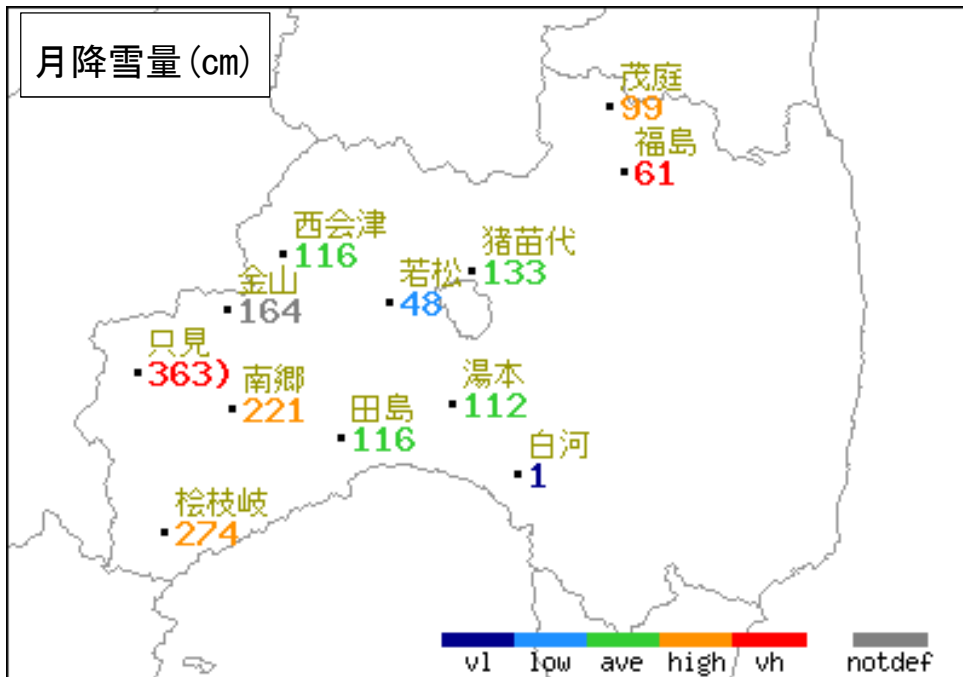 月降雪量(cm)
茂庭
99
福島
61
西会津
116
猪苗代
133
金山
164
若松
48
只見
363)
南郷
221
湯本
112
田島
116
白河
1
桧枝岐
274
vl low ave high vh notdef